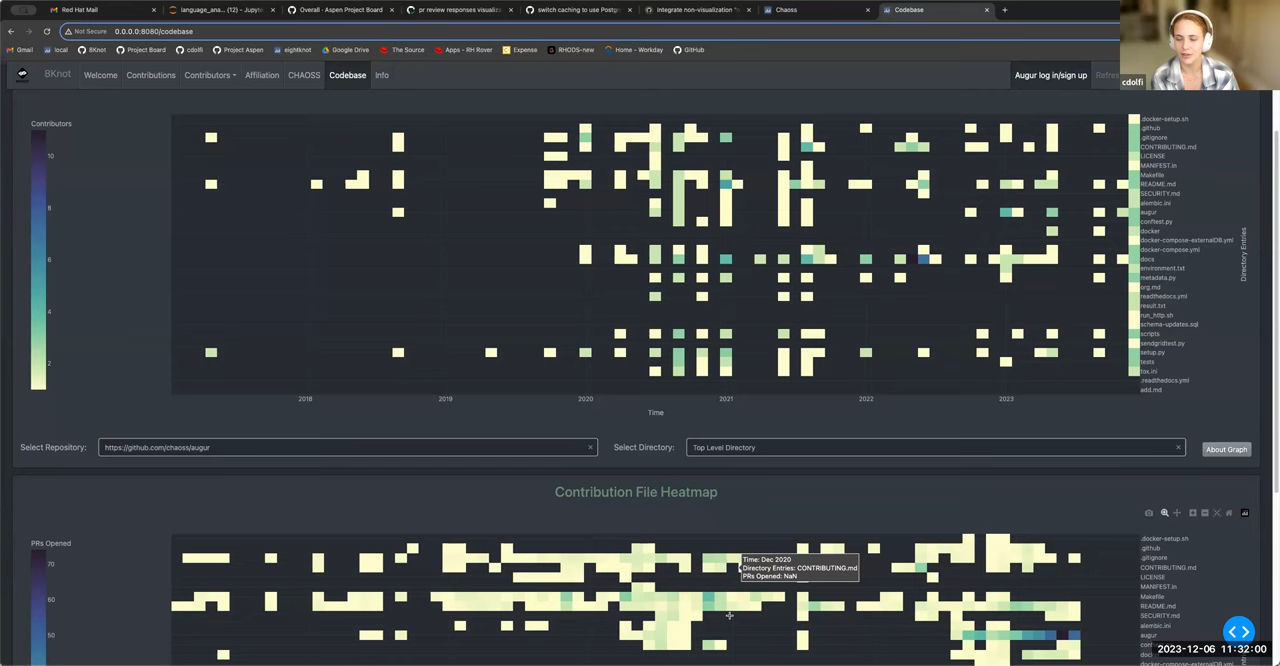 Red Hat Mail
language_ana... (12) - Jupyt
Overall · Aspen Project Board
pr review responses visualiz
switch caching to use Postgr
Integrate non-visualization "
Chaoss
Codebase
Not Secure 0.0.0.0:8080/codebase
Gmail
local
8Knot
Project Board
cdolfi
Project Aspen
eightknot
Google Drive
The Source
Apps - RH Rover
Expense
RHODS-new
Home - Workday
GitHub
cdolfi
8Knot
Welcome
Contributions
Contributors
Affiliation
CHAOSS
Codebase
Info
Augur log in/sign up
Refres
Contributors
10
8
6
4
2
.docker-setup.sh
.github
.gitignore
CONTRIBUTING.md
LICENSE
MANIFEST.in
Makefile
README.md
SECURITY.md
alembic.ini
augur
conftest.py
docker
docker-compose-externalDB.yml
docker-compose.yml
docs
environment.txt
metadata.py
org.md
readthedocs.yml
result.txt
run_http.sh
schema-updates.sql
scripts
sendgridtest.py
setup.py
tests
tox.ini
.readthedocs.yml
add.md
Directory Entries
2018
2019
2020
2021
2022
2023
Time
Select Repository:
https://github.com/chaoss/augur
Select Directory:
Top Level Directory
About Graph
Contribution File Heatmap
PRs Opened
70
60
50
Time: Dec 2020
Directory Entries: CONTRIBUTING.md
PRs Opened: NaN
.docker-setup.sh
.github
.gitignore
CONTRIBUTING.md
LICENSE
MANIFEST.in
Makefile
README.md
SECURITY.md
alembic.ini
augur
2023-12-06 11:32:00